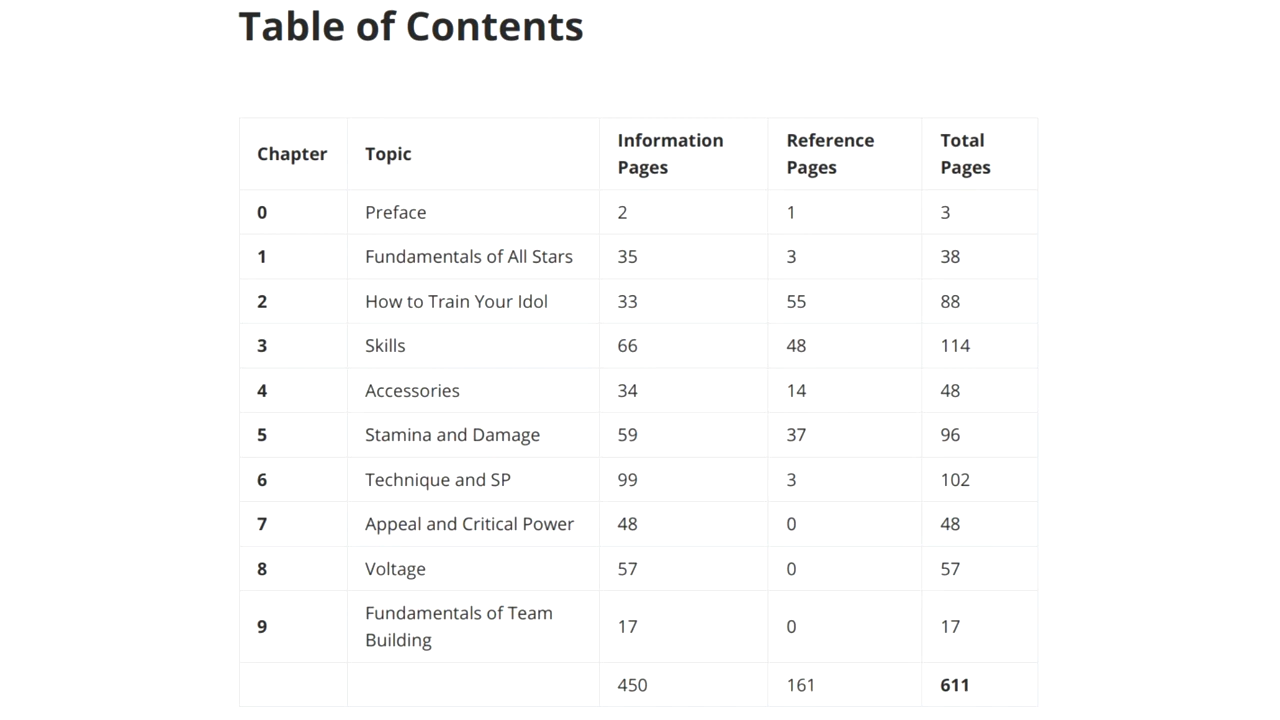 Table of Contents
Chapter Topic Information Pages Reference Pages Total Pages
0 Preface 2 1 3
1 Fundamentals of All Stars 35 3 38
2 How to Train Your Idol 33 55 88
3 Skills 66 48 114
4 Accessories 34 14 48
5 Stamina and Damage 59 37 96
6 Technique and SP 99 3 102
7 Appeal and Critical Power 48 0 48
8 Voltage 57 0 57
9 Fundamentals of Team Building 17 0 17
450 161 611